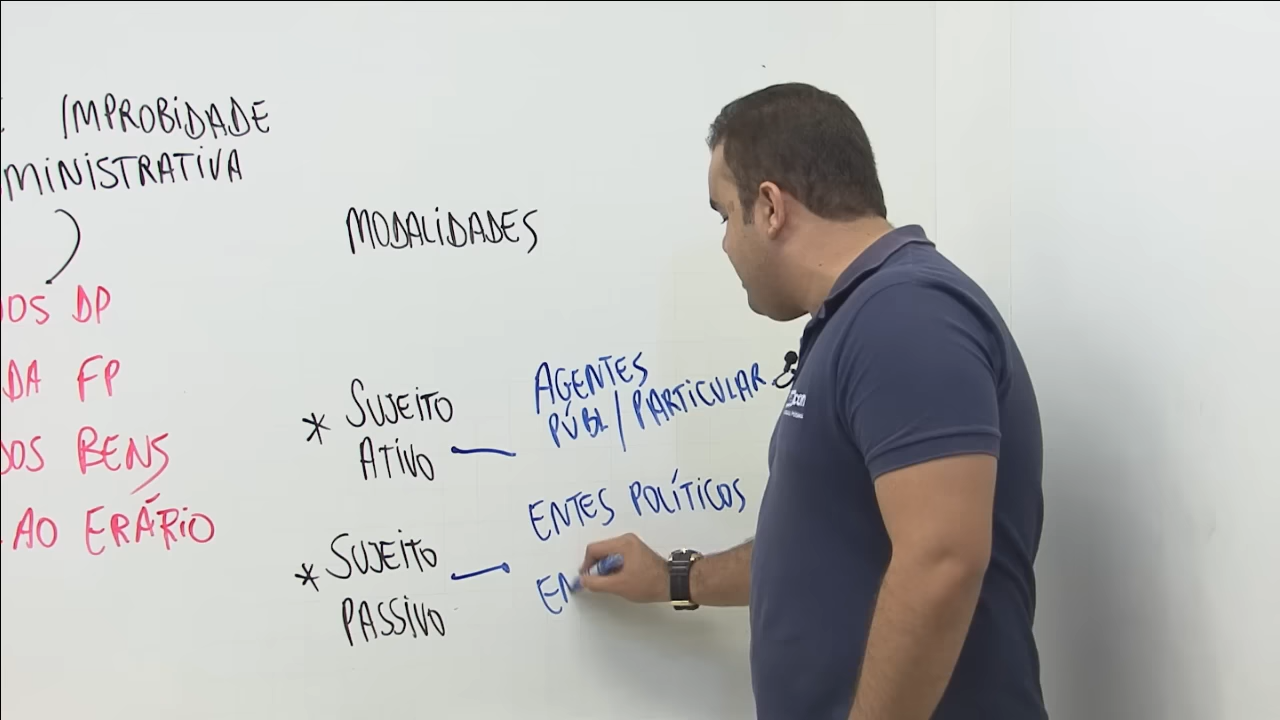 IMPROBIDADE
MINISTRATIVA
MODALIDADES
OS DP
DA FP
OS BENS
AO ERÁRIO
* SUJEITO
ATIVO
AGENTES
PÚBL/PARTICULAR
* SUJEITO
PASSIVO
ENTES POLÍTICOS
EN